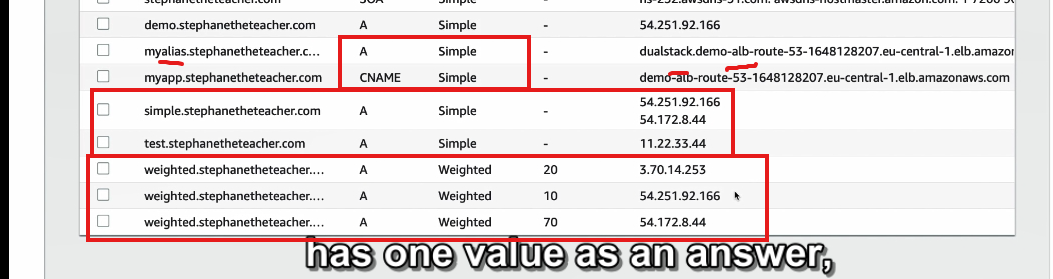 stephanetheteacher.com SOA Simple - ns-232.awsdns-31.com. awsdns-hostmaster.amazon.com. 1 7200
demo.stephanetheteacher.com A Simple - 54.251.92.166
myalias.stephanetheteacher.c... A Simple - dualstack.demo-alb-route-53-1648128207.eu-central-1.elb.amazon
myapp.stephanetheteacher.com CNAME Simple - demo-alb-route-53-1648128207.eu-central-1.elb.amazonaws.com
simple.stephanetheteacher.com A Simple - 54.251.92.166
54.172.8.44
test.stephanetheteacher.com A Simple - 11.22.33.44
weighted.stephanetheteacher.... A Weighted 20 3.70.14.253
weighted.stephanetheteacher.... A Weighted 10 54.251.92.166
weighted.stephanetheteacher.... A Weighted 70 54.172.8.44
has one value as an answer,